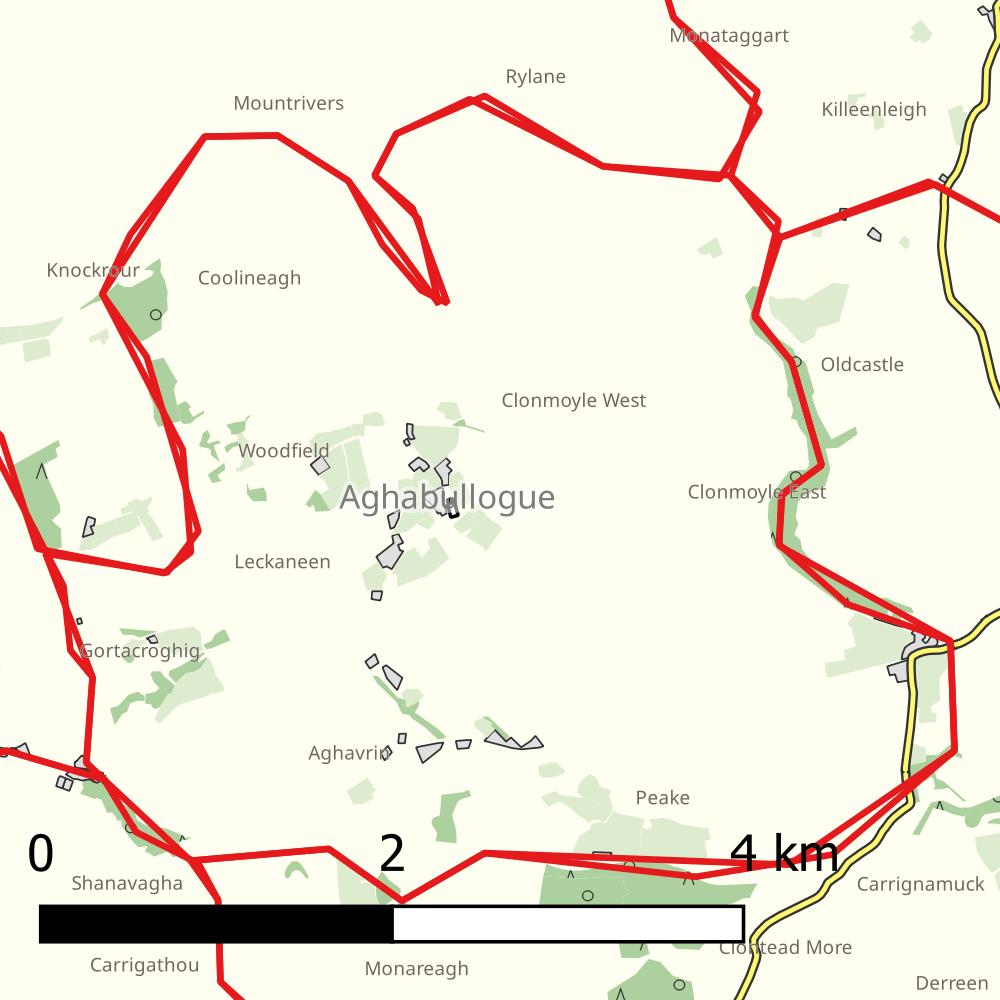 Monataggart
Rylane
Mountrivers
Killeenleigh
Knockrour
Coolineagh
Oldcastle
Clonmoyle West
Woodfield
Clonmoyle East
Aghabullogue
Leckaneen
Gortacroghig
Aghavrin
Peake
0 2 4 km
Shanavagha
Carrignamuck
Clontead More
Carrigathou
Monareagh
Derreen